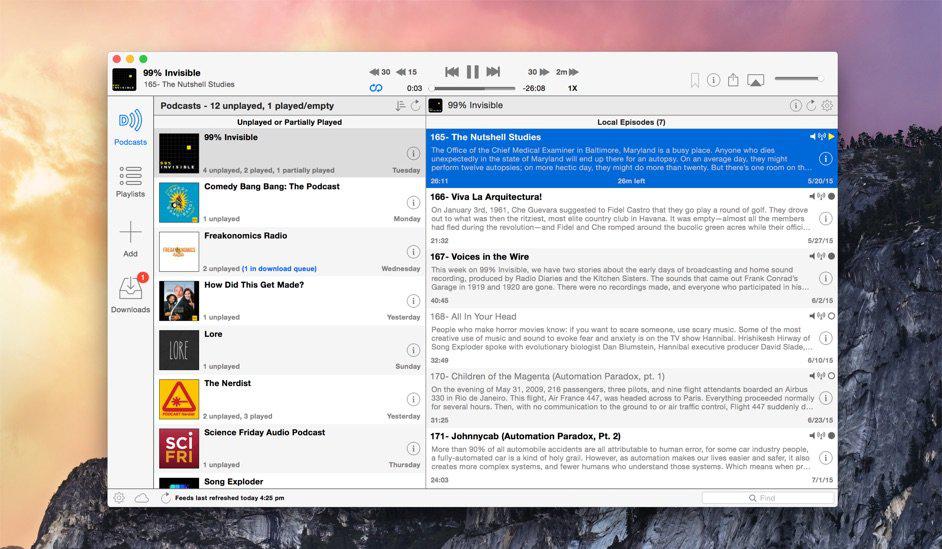 99% Invisible
165- The Nutshell Studies
30 15
30 2m
0:03 -26:08 1X
Podcasts
Playlists
Add
1
Downloads
Podcasts - 12 unplayed, 1 played/empty
Unplayed or Partially Played
99% Invisible
4 unplayed, 2 played, 1 partially played Tuesday
Comedy Bang Bang: The Podcast
1 unplayed Monday
Freakonomics Radio
2 unplayed (1 in download queue) Wednesday
How Did This Get Made?
1 unplayed Yesterday
LORE
Lore
1 unplayed Sunday
PODCAST Nerdist
The Nerdist
2 unplayed, 3 played Yesterday
SCI
FRI
Science Friday Audio Podcast
1 unplayed Thursday
Song Exploder
99% Invisible
Local Episodes (7)
165- The Nutshell Studies
The Office of the Chief Medical Examiner in Baltimore, Maryland is a busy place. Anyone who dies
unexpectedly in the state of Maryland will end up there for an autopsy. On an average day, they might
perform twelve autopsies; on more hectic day, they might do more than twenty. But there's one room on th...
26:11 26m left 5/20/15
166- Viva La Arquitectura!
On January 3rd, 1961, Che Guevara suggested to Fidel Castro that they go play a round of golf. They drove
out to what was then the ritziest, most elite country club in Havana. It was empty—almost all the members
had fled during the revolution—and Fidel and Che romped around the bucolic green acres while their offici...
21:32 5/27/15
167- Voices in the Wire
This week on 99% Invisible, we have two stories about the early days of broadcasting and home sound
recording, produced by Radio Diaries and the Kitchen Sisters. The sounds that came out Frank Conrad's
Garage in 1919 and 1920 are gone. There were no recordings made, and everyone who participated in his...
40:45 6/2/15
168- All In Your Head
People who make horror movies know: if you want to scare someone, use scary music. Some of the most
creative use of music and sound to evoke fear and anxiety is on the TV show Hannibal. Hrishikesh Hirway of
Song Exploder spoke with evolutionary biologist Dan Blumstein, Hannibal executive producer David Slade,...
32:49 6/10/15
170- Children of the Magenta (Automation Paradox, pt. 1)
On the evening of May 31, 2009, 216 passengers, three pilots, and nine flight attendants boarded an Airbus
330 in Rio de Janeiro. This flight, Air France 447, was headed across to Paris. Everything proceeded normally
for several hours. Then, with no communication to the ground or air traffic control, Flight 447 suddenly d...
31:25 6/23/15
171- Johnnycab (Automation Paradox, Pt. 2)
More than 90% of all automobile accidents are all attributable to human error, for some car industry people,
a fully-automated car is a kind of holy grail. However, as automation makes our lives easier and safer, it also
creates more complex systems, and fewer humans who understand those systems. Which means when pr...
24:03 7/1/15
Feeds last refreshed today 4:25 pm
Find